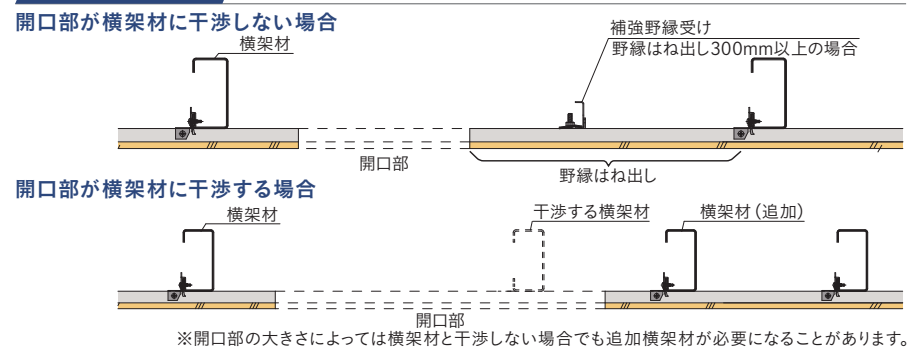 開口部が横架材に干渉しない場合
横架材
補強野縁受け
野縁はね出し300mm以上の場合
開口部
野縁はね出し
開口部が横架材に干渉する場合
横架材
干渉する横架材
横架材(追加)
開口部
※開口部の大きさによっては横架材と干渉しない場合でも追加横架材が必要になることがあります。